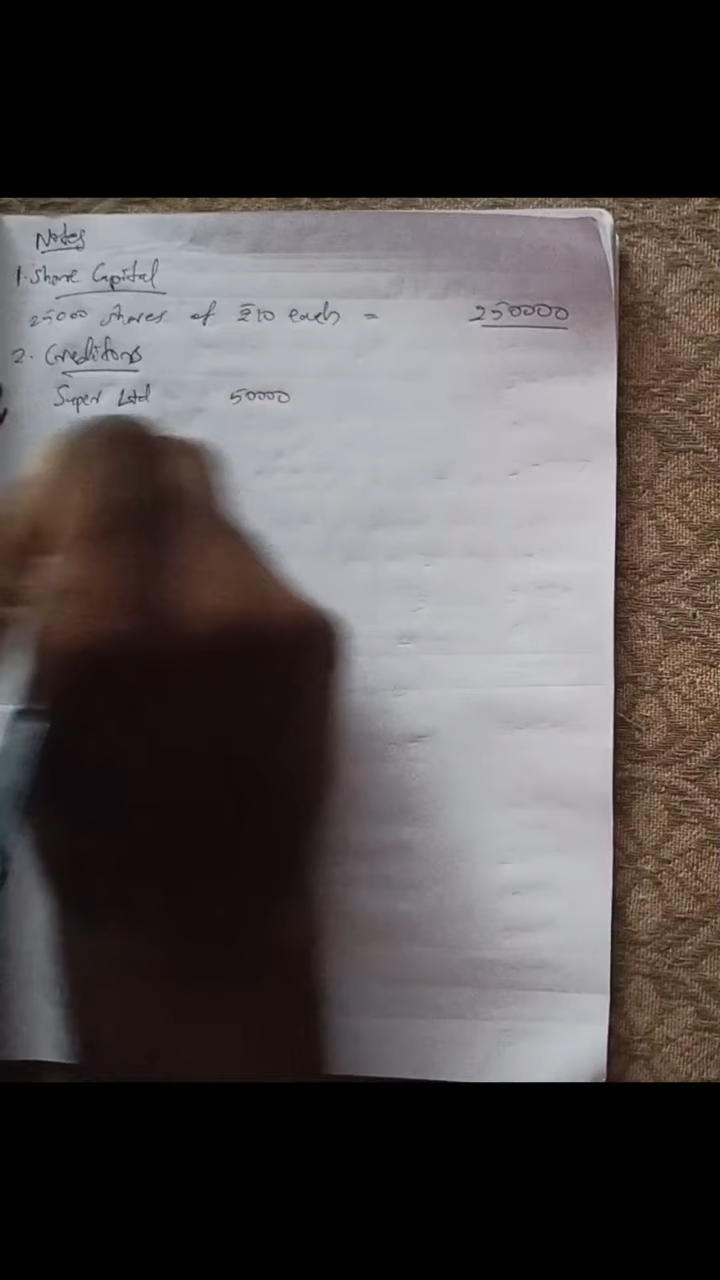 Notes
1. Share Capital
25000 shares of ₹10 each = 250000
2. Creditors
Super Ltd 50000